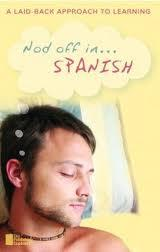 A LAID-BACK APPROACH TO LEARNING
Nod off in...
SPANISH